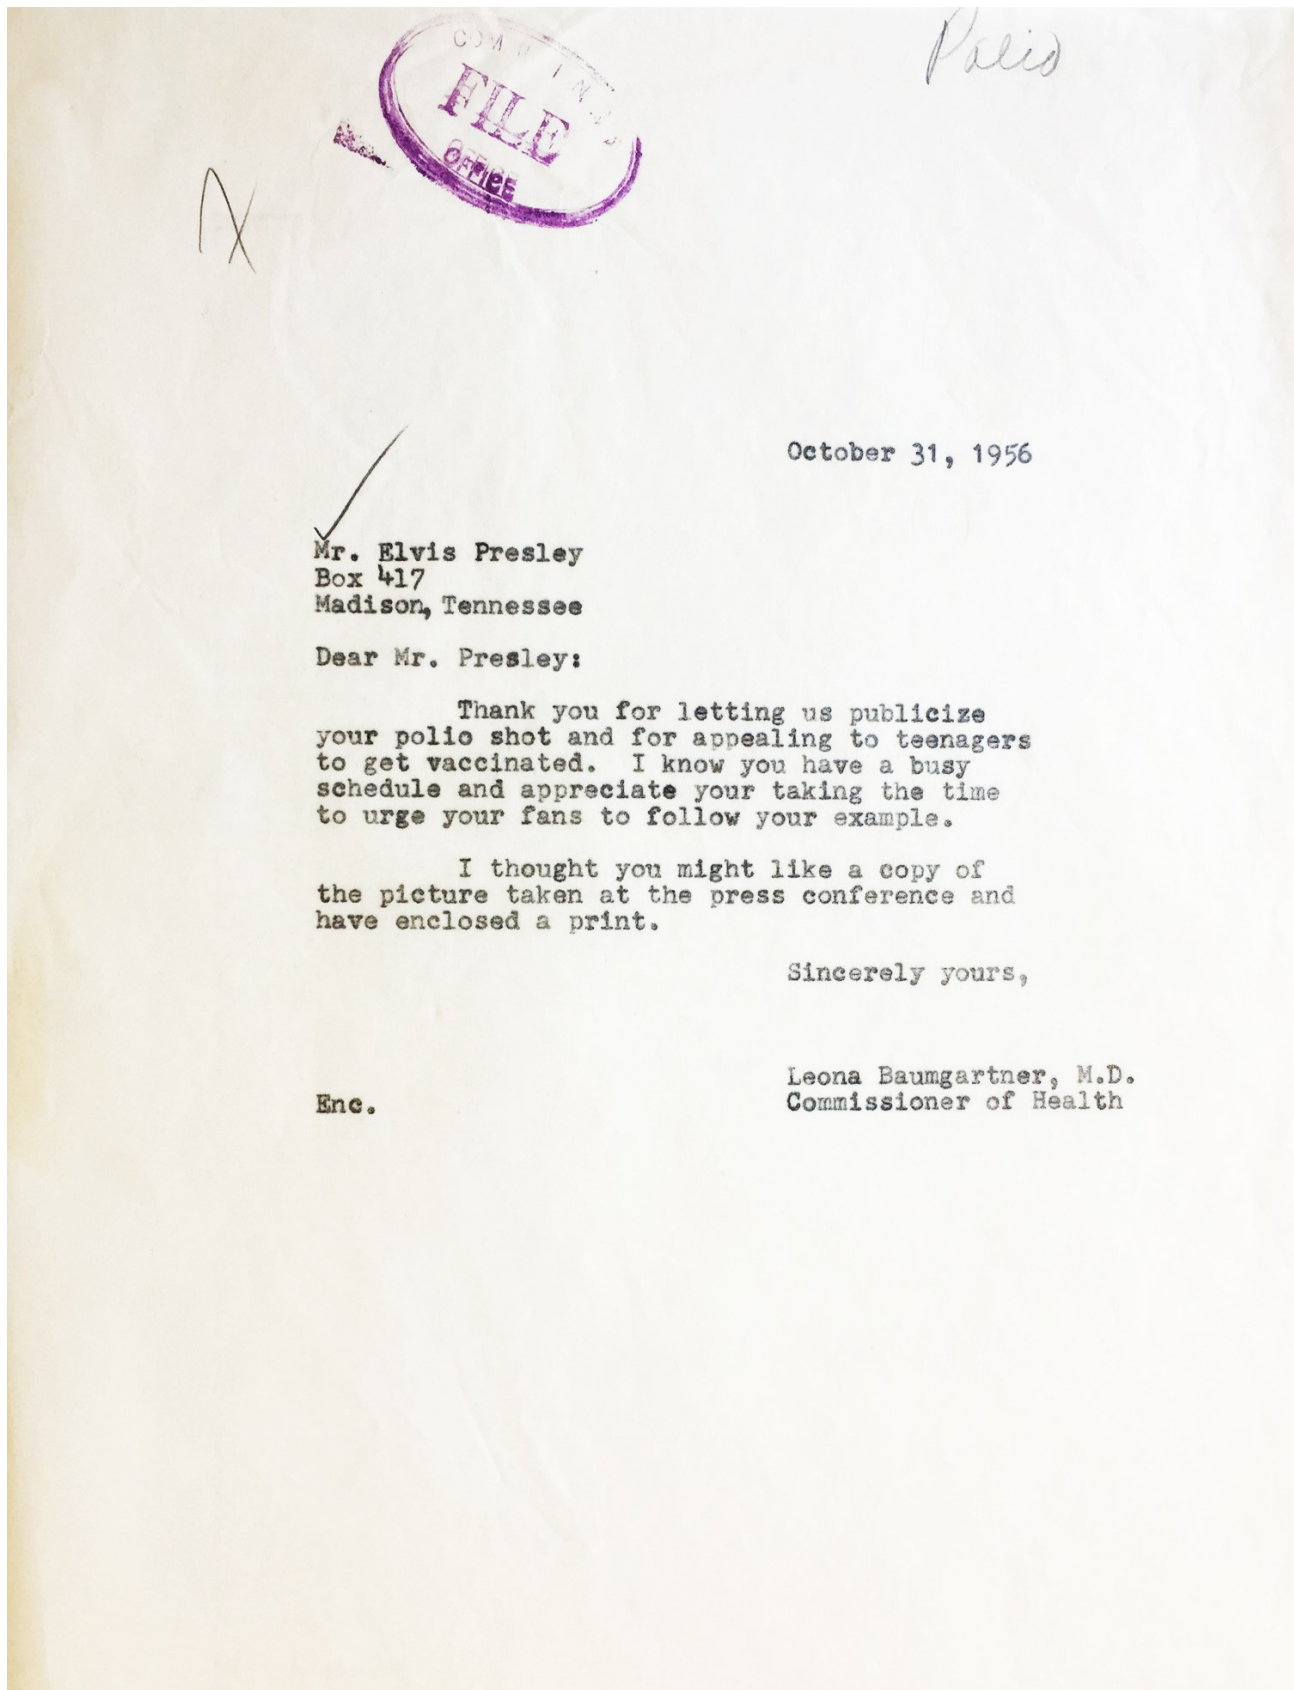 FILE
OFFICE
Polio
October 31, 1956
Mr. Elvis Presley
Box 417
Madison, Tennessee
Dear Mr. Presley:
Thank you for letting us publicize
your polio shot and for appealing to teenagers
to get vaccinated. I know you have a busy
schedule and appreciate your taking the time
to urge your fans to follow your example.
I thought you might like a copy of
the picture taken at the press conference and
have enclosed a print.
Sincerely yours,
Leona Baumgartner, M.D.
Enc.
Commissioner of Health